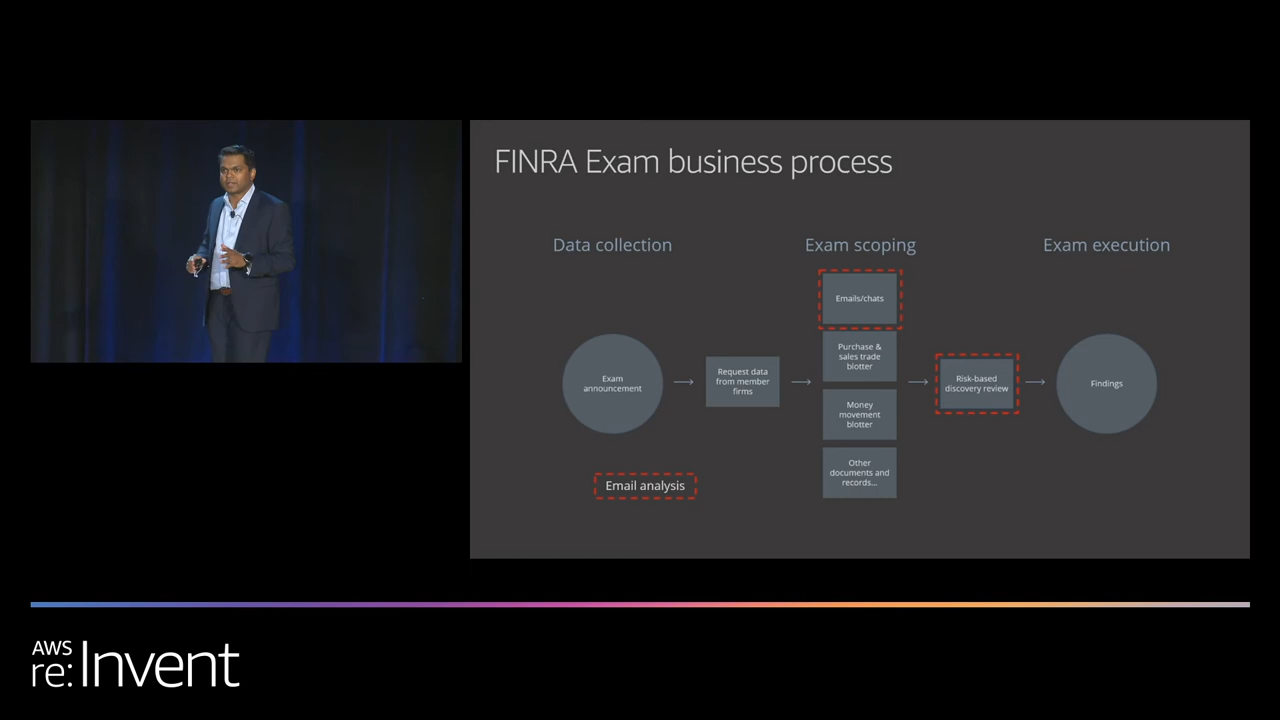 FINRA Exam business process
Data collection
Exam scoping
Exam execution
Emails/chats
Purchase &
sales trade
blotter
Exam
announcement
Request data
from member
firms
Risk-based
discovery review
Findings
Money
movement
blotter
Other
documents and
records...
Email analysis
AWS
re:Invent